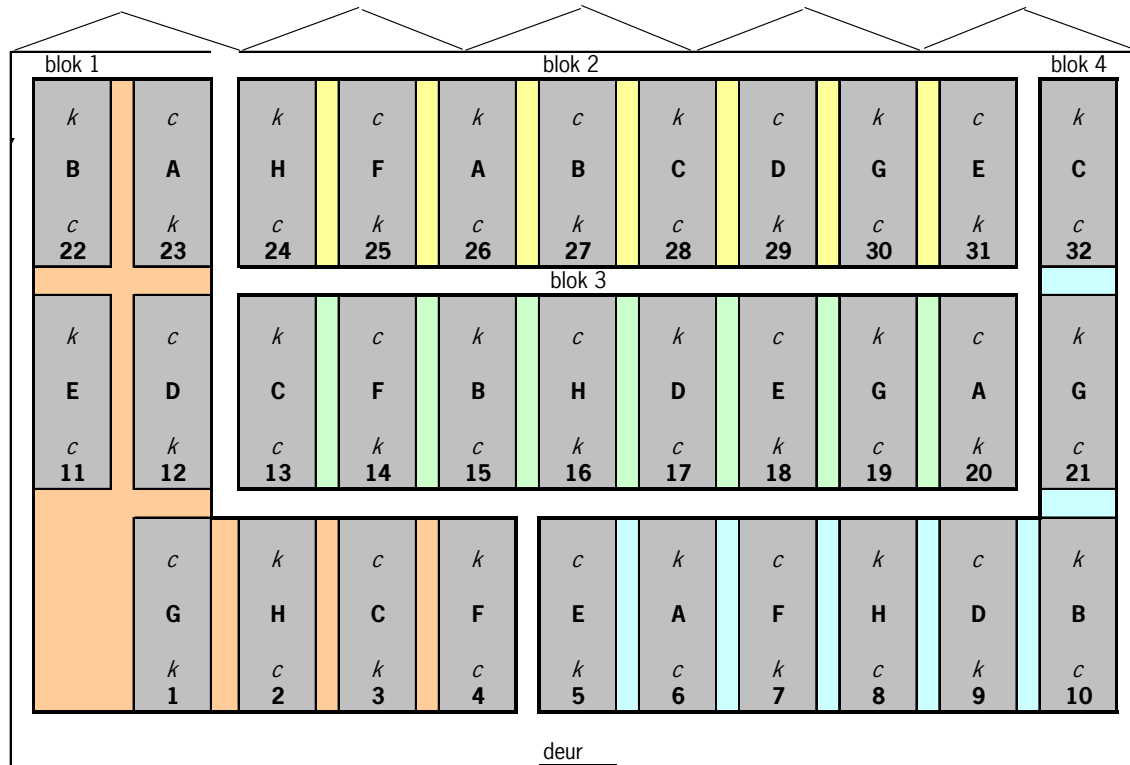 blok 1 blok 2 blok 4
k c k c k c k c k c k
B A H F A B C D G E C
c k c k c k c k c k c
22 23 24 25 26 27 28 29 30 31 32
blok 3
k c k c k c k c k c k
E D C F B H D E G A G
c k c k c k c k c k c
11 12 13 14 15 16 17 18 19 20 21
c k c k c k c k c k
G H C F E A F H D B
k c k c k c k c k c
1 2 3 4 5 6 7 8 9 10
deur